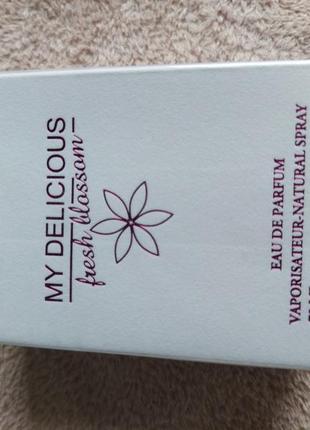 MY DELICIOUS
fresh blossom
EAU DE PARFUM
VAPORISATEUR-NATURAL SPRAY